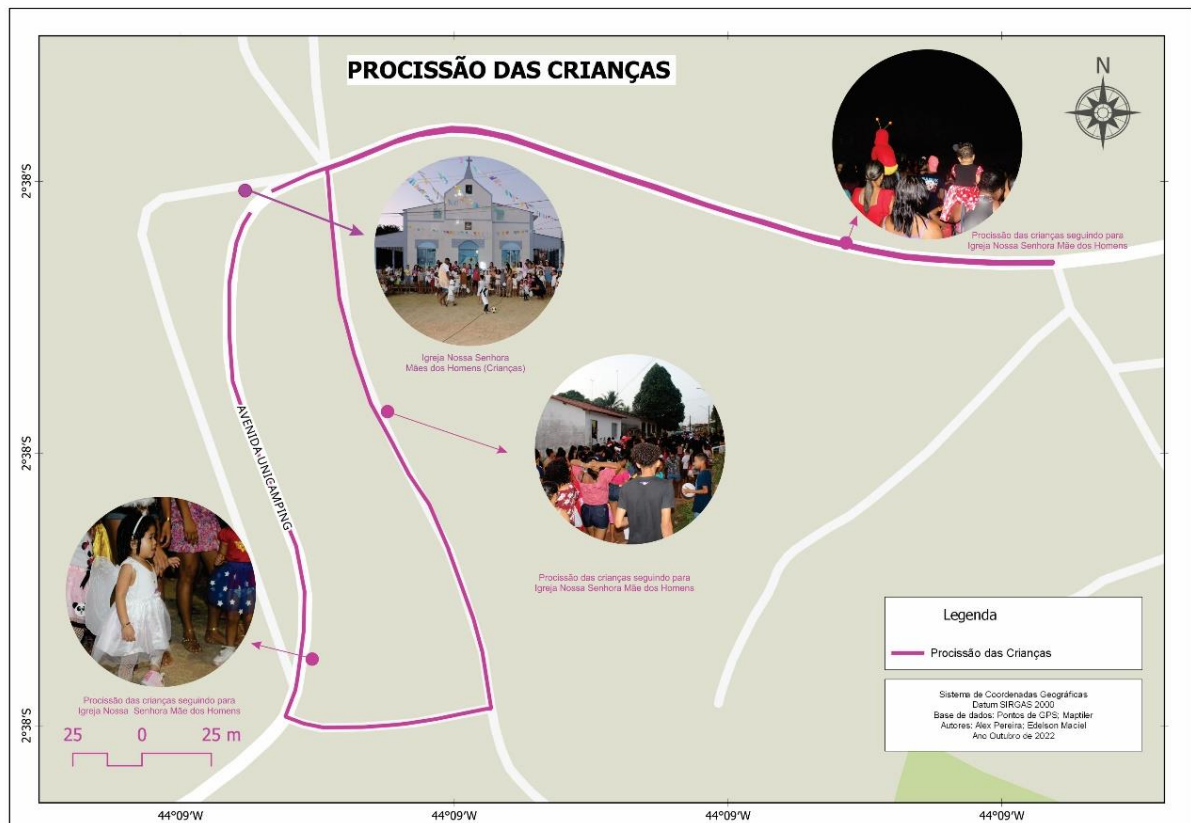 PROCISSÃO DAS CRIANÇAS
N
2°38'S
2°38'S
2°38'S
Procissão das crianças seguindo para
Igreja Nossa Senhora Mãe dos Homens
Igreja Nossa Senhora
Mães dos Homens (Crianças)
AVENIDA UNICAMPING
Procissão das crianças seguindo para
Igreja Nossa Senhora Mãe dos Homens
Procissão das crianças seguindo para
Igreja Nossa Senhora Mãe dos Homens
25 0 25 m
Legenda
Procissão das Crianças
Sistema de Coordenadas Geográficas
Datum SIRGAS 2000
Base de dados: Pontos de GPS; Maptiler
Autores: Alex Pereira; Edelson Maciel
Ano Outubro de 2022
44°09'W 44°09'W 44°09'W 44°09'W